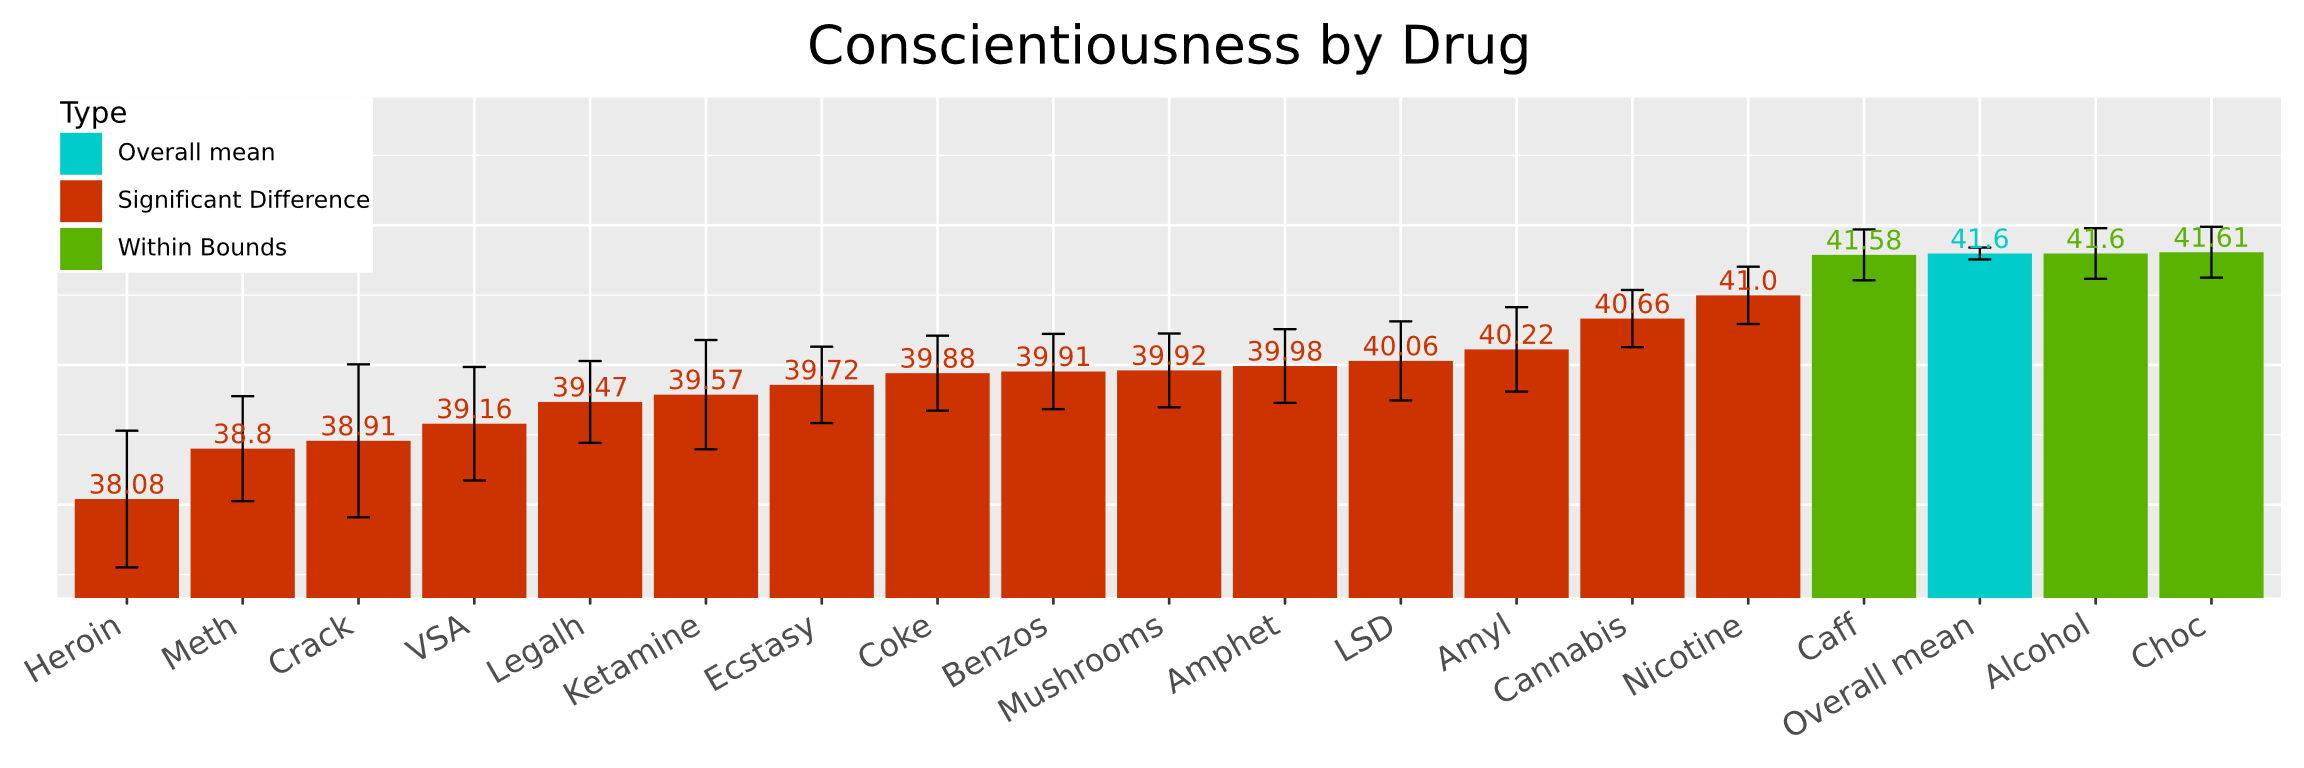 Conscientiousness by Drug
Type
Overall mean
Significant Difference
Within Bounds
38.08
38.8
38.91
39.16
39.47
39.57
39.72
39.88
39.91
39.92
39.98
40.06
40.22
40.66
41.0
41.58
41.6
41.6
41.61
Heroin
Meth
Crack
VSA
Legalh
Ketamine
Ecstasy
Coke
Benzos
Mushrooms
Amphet
LSD
Amyl
Cannabis
Nicotine
Caff
Overall mean
Alcohol
Choc